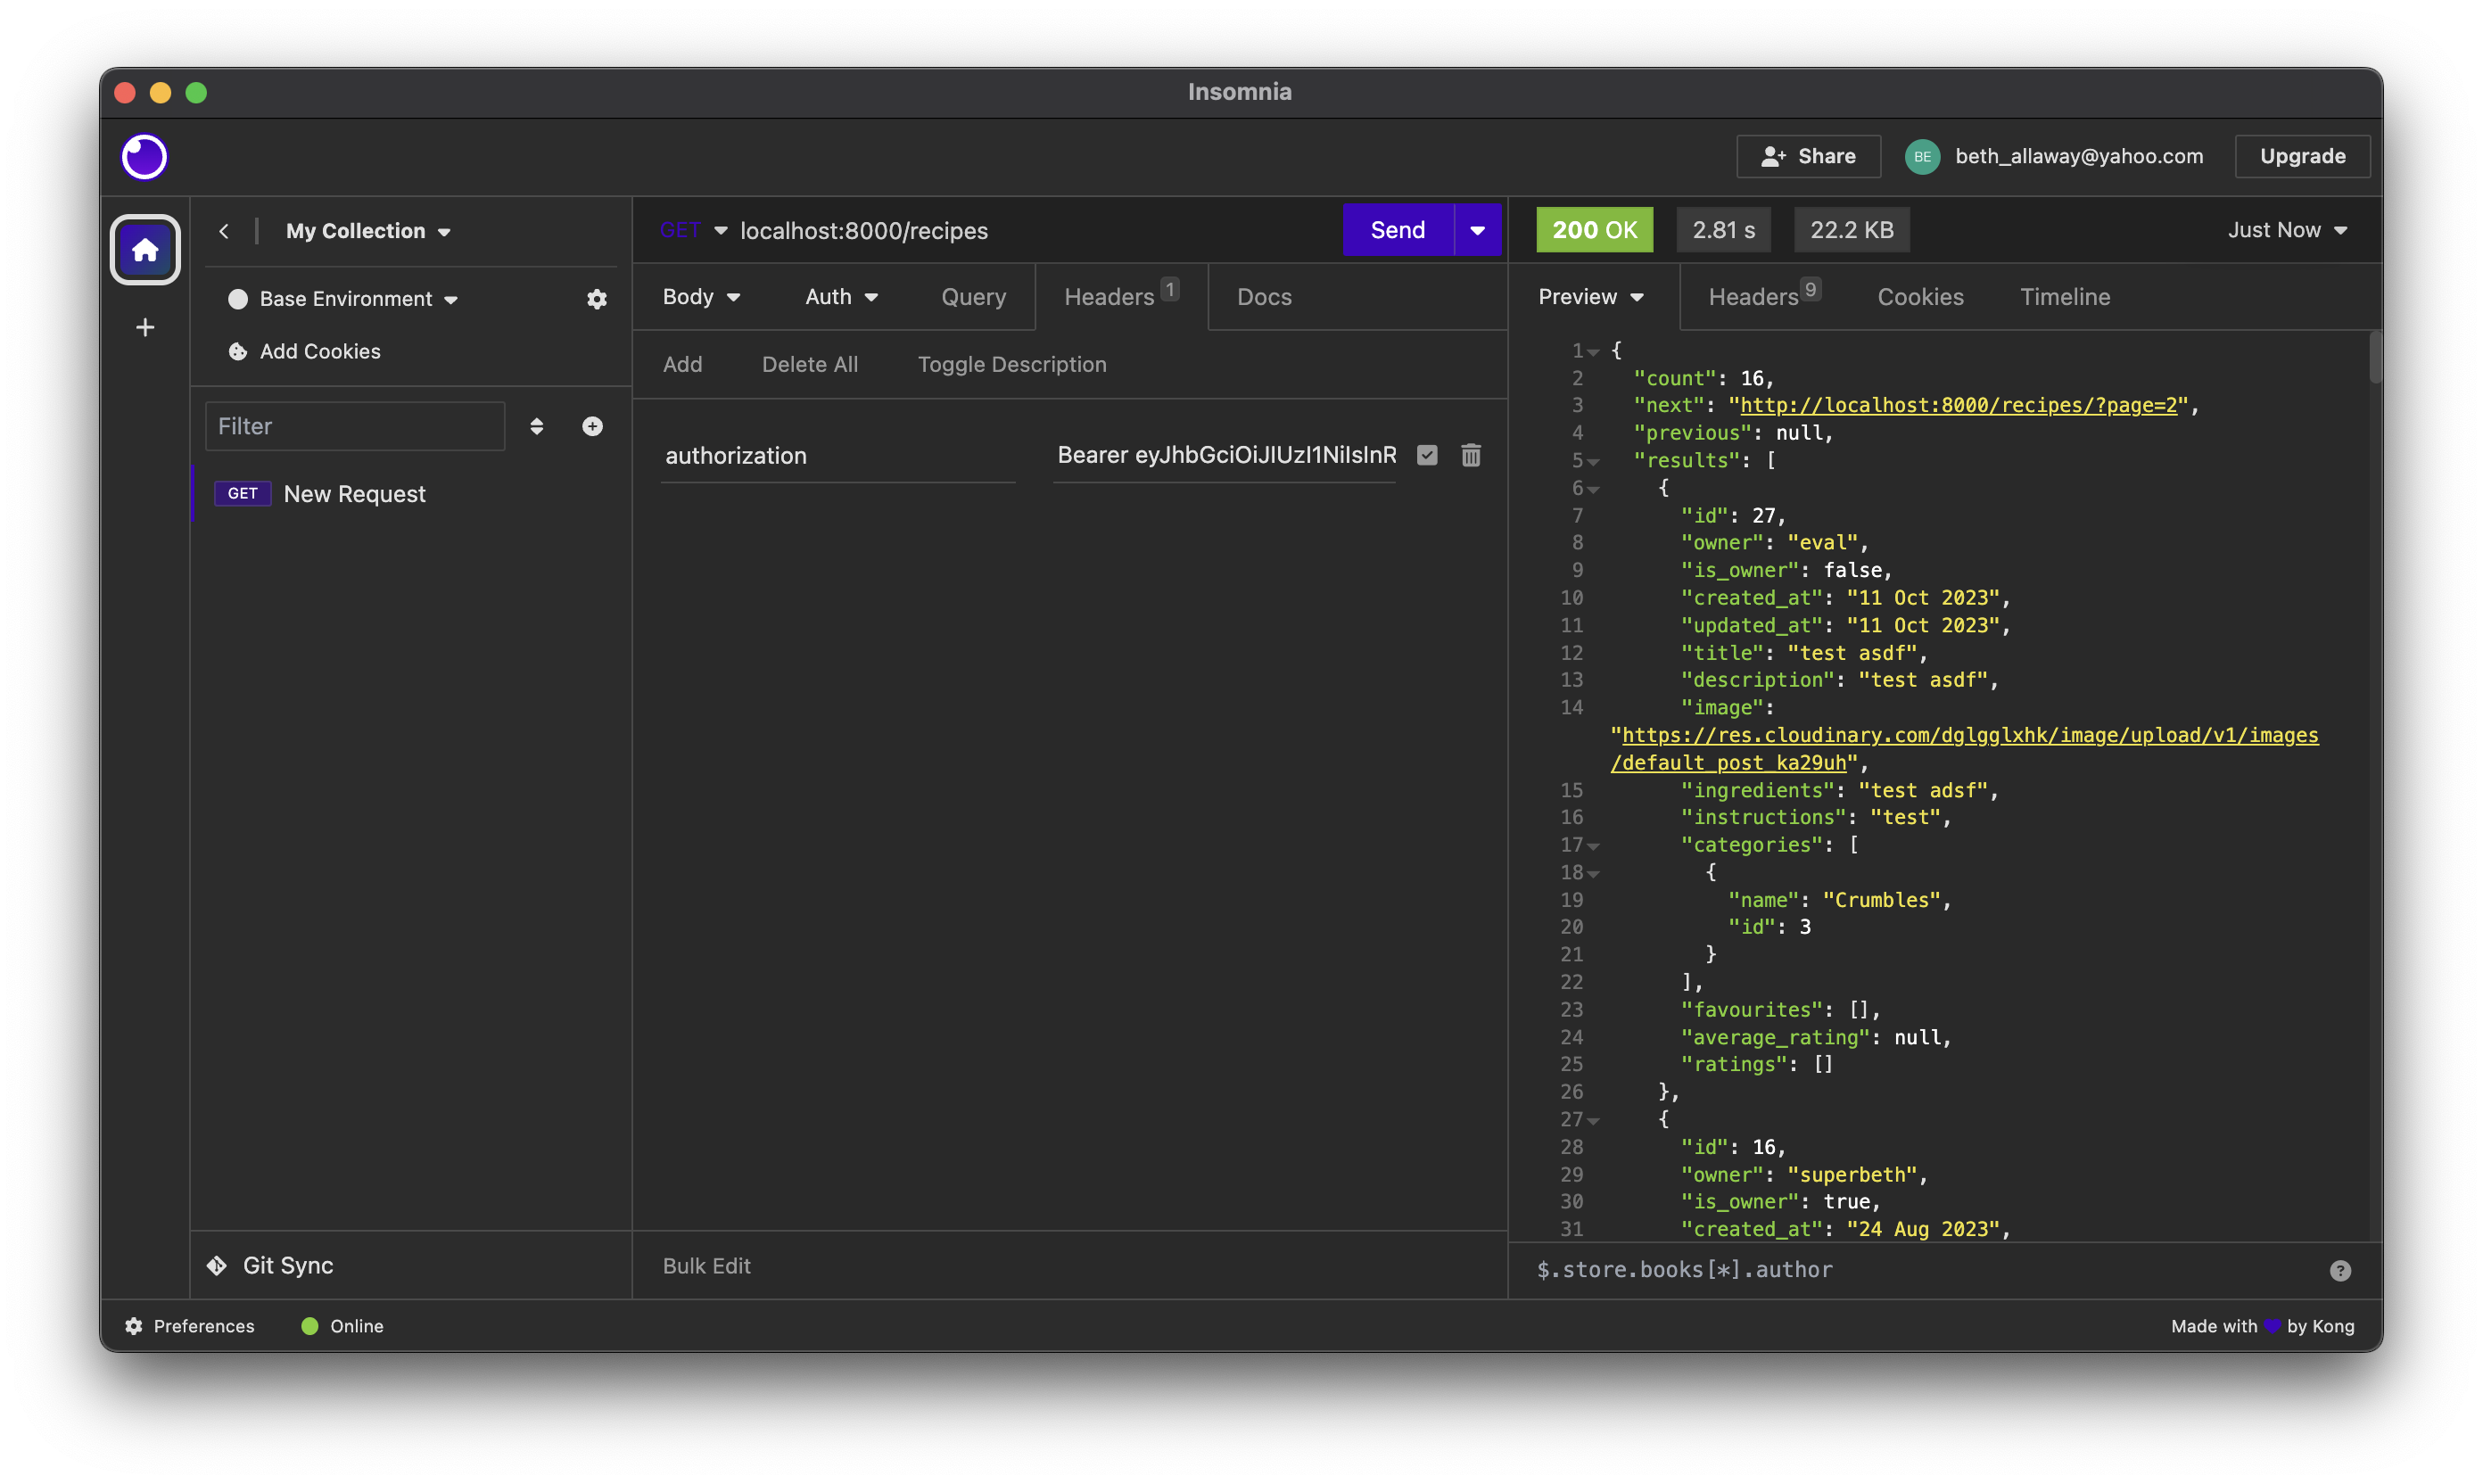 Insomnia
Share
BE
beth_allaway@yahoo.com
Upgrade
My Collection
Base Environment
Add Cookies
Filter
GET New Request
Git Sync
GET localhost:8000/recipes
Send
Body Auth Query Headers 1 Docs
Add Delete All Toggle Description
authorization
Bearer eyJhbGciOiJIUzI1NiIsInR
Bulk Edit
200 OK 2.81 s 22.2 KB Just Now
Preview Headers 9 Cookies Timeline
1 {
2 "count": 16,
3 "next": "http://localhost:8000/recipes/?page=2",
4 "previous": null,
5 "results": [
6 {
7 "id": 27,
8 "owner": "eval",
9 "is_owner": false,
10 "created_at": "11 Oct 2023",
11 "updated_at": "11 Oct 2023",
12 "title": "test asdf",
13 "description": "test asdf",
14 "image":
"https://res.cloudinary.com/dglgglxhk/image/upload/v1/images
/default_post_ka29uh",
15 "ingredients": "test adsf",
16 "instructions": "test",
17 "categories": [
18 {
19 "name": "Crumbles",
20 "id": 3
21 }
22 ],
23 "favourites": [],
24 "average_rating": null,
25 "ratings": []
26 },
27 {
28 "id": 16,
29 "owner": "superbeth",
30 "is_owner": true,
31 "created_at": "24 Aug 2023",
$.store.books[*].author
?
Preferences
Online
Made with by Kong